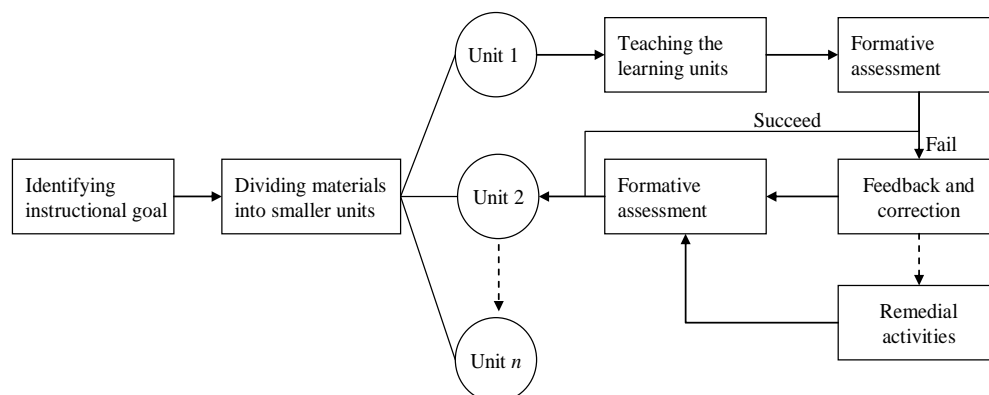 Unit 1
Teaching the
learning units
Formative
assessment
Succeed
Fail
Identifying
instructional goal
Dividing materials
into smaller units
Unit 2
Formative
assessment
Feedback and
correction
Remedial
activities
Unit n